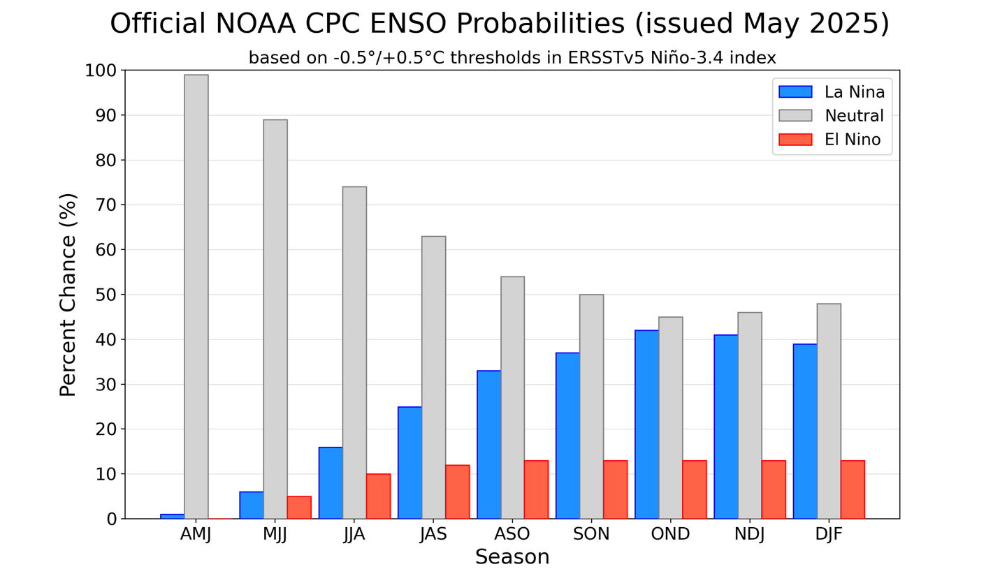 Official NOAA CPC ENSO Probabilities (issued May 2025)
based on -0.5°/+0.5°C thresholds in ERSSTv5 Niño-3.4 index
La Nina
Neutral
El Nino
Percent Chance (%)
100
90
80
70
60
50
40
30
20
10
0
AMJ MJJ JJA JAS ASO SON OND NDJ DJF
Season